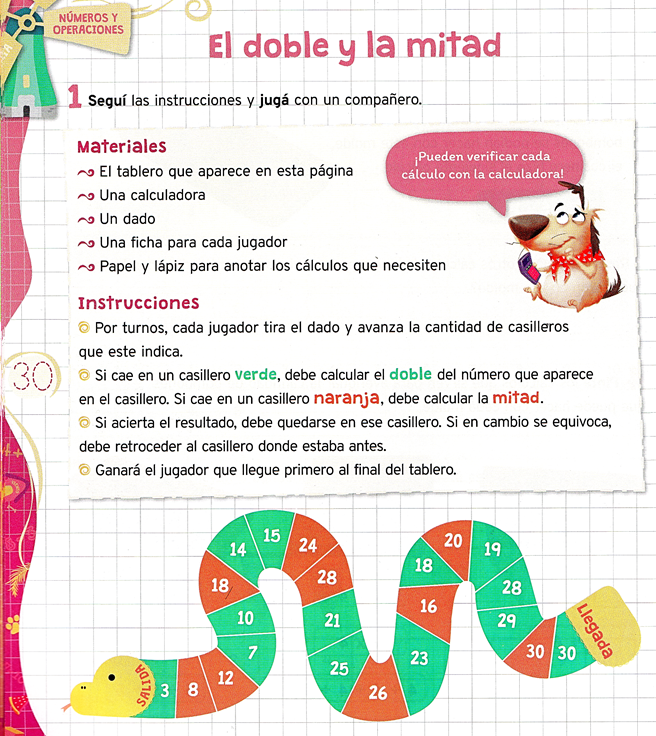 NÚMEROS Y
OPERACIONES
El doble y la mitad
1 Seguí las instrucciones y jugá con un compañero.
Materiales
El tablero que aparece en esta página
Una calculadora
Un dado
Una ficha para cada jugador
Papel y lápiz para anotar los cálculos que necesiten
¡Pueden verificar cada
cálculo con la calculadora!
Instrucciones
Por turnos, cada jugador tira el dado y avanza la cantidad de casilleros
que este indica.
Si cae en un casillero verde, debe calcular el doble del número que aparece
en el casillero. Si cae en un casillero naranja, debe calcular la mitad.
Si acierta el resultado, debe quedarse en ese casillero. Si en cambio se equivoca,
debe retroceder al casillero donde estaba antes.
Ganará el jugador que llegue primero al final del tablero.
30
SALIDA
3
8
12
7
10
18
14
15
24
28
21
25
26
23
16
18
20
19
28
29
30
30
Llegada